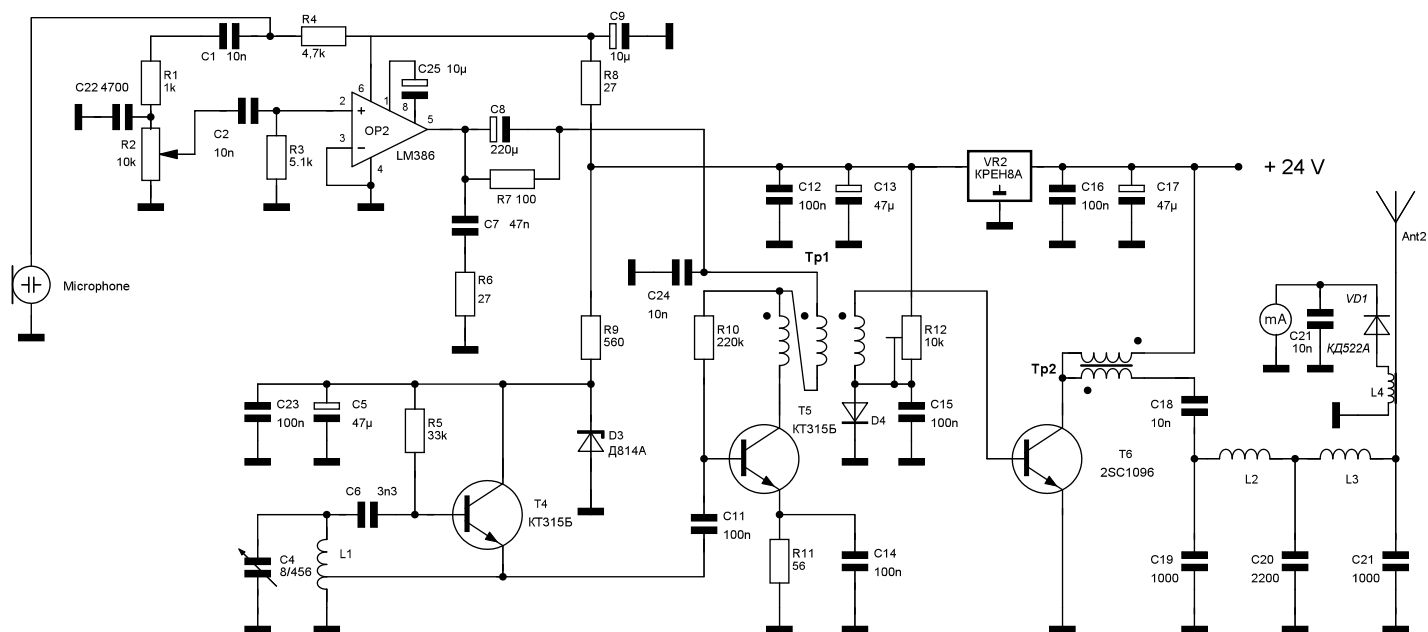 R4
4,7k
C1
10n
C9
10µ
R1
1k
C22 4700
C2
10n
R2
10k
R3
5.1k
6
1
8
2
3
4
5
+
−
OP2
LM386
C25 10µ
C8
220µ
R7 100
C7 47n
R6
27
R8
27
VR2
КРЕН8А
+ 24 V
C12
100n
C13
47µ
C16
100n
C17
47µ
Ant2
Microphone
C24
10n
Tp1
R10
220k
R12
10k
R9
560
mA
C21
10n
VD1
КД522А
L4
Tp2
C18
10n
C23
100n
C5
47µ
R5
33k
D3
Д814А
T5
КТ315Б
D4
C15
100n
T6
2SC1096
L2
L3
C6 3n3
T4
КТ315Б
C11
100n
L1
C4
8/456
R11
56
C14
100n
C19
1000
C20
2200
C21
1000